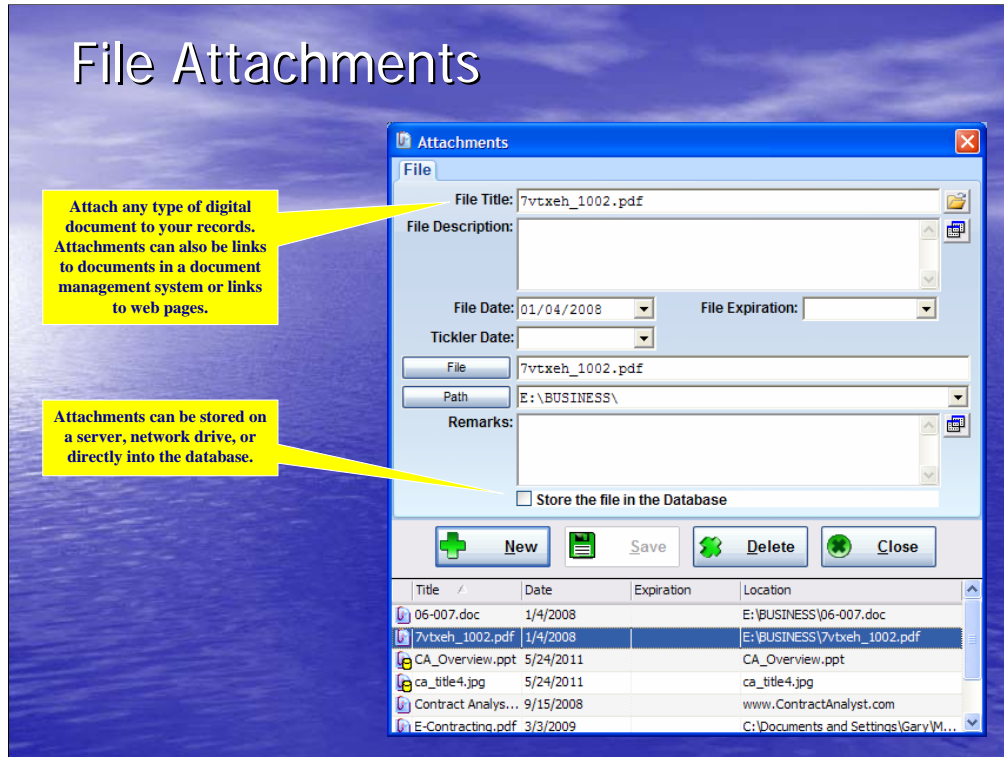 File Attachments
Attachments
File
Attach any type of digital
document to your records.
Attachments can also be links
to documents in a document
management system or links
to web pages.
File Title: 7vtxeh_1002.pdf
File Description:
File Date: 01/04/2008 File Expiration:
Tickler Date:
File 7vtxeh_1002.pdf
Path E:\BUSINESS\
Attachments can be stored on
a server, network drive, or
directly into the database.
Remarks:
Store the file in the Database
New Save Delete Close
Title Date Expiration Location
06-007.doc 1/4/2008 E:\BUSINESS\06-007.doc
7vtxeh_1002.pdf 1/4/2008 E:\BUSINESS\7vtxeh_1002.pdf
CA_Overview.ppt 5/24/2011 CA_Overview.ppt
ca_title4.jpg 5/24/2011 ca_title4.jpg
Contract Analys... 9/15/2008 www.ContractAnalyst.com
E-Contracting.pdf 3/3/2009 C:\Documents and Settings\Gary\M...